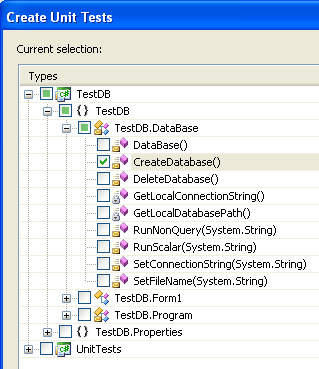 Create Unit Tests
Current selection:
Types
TestDB
{} TestDB
TestDB.DataBase
DataBase()
CreateDatabase()
DeleteDatabase()
GetLocalConnectionString()
GetLocalDatabasePath()
RunNonQuery(System.String)
RunScalar(System.String)
SetConnectionString(System.String)
SetFileName(System.String)
TestDB.Form1
TestDB.Program
{} TestDB.Properties
UnitTests